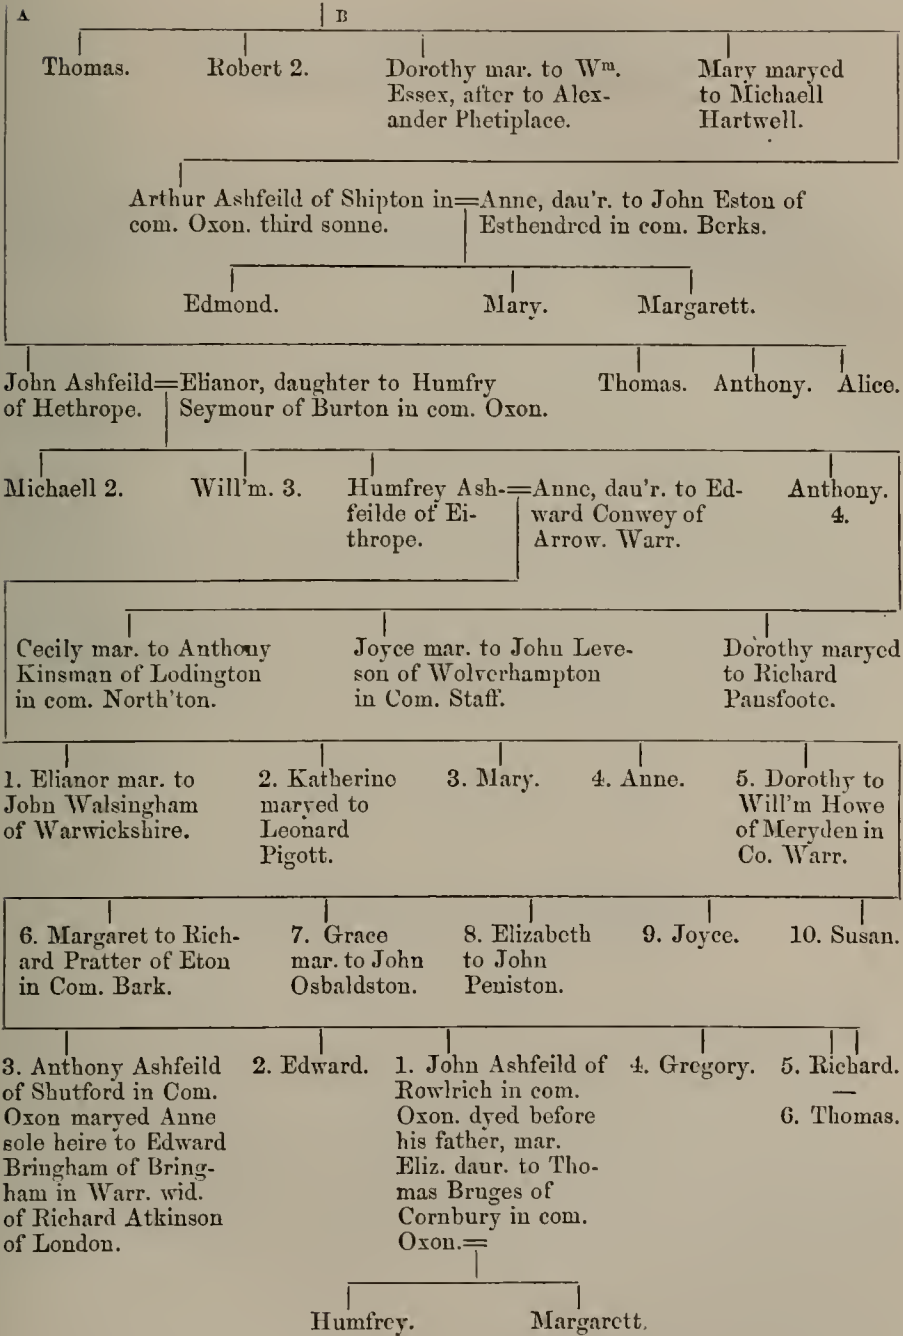 A
B
Thomas.
Robert 2.
Dorothy mar. to Wm.
Essex, after to Alex-
ander Phetiplace.
Mary maryed
to Michaell
Hartwell.
Arthur Ashfeild of Shipton in=Anne, dau'r. to John Eston of
com. Oxon. third sonne.
Esthendred in com. Berks.
Edmond.
Mary.
Margarett.
John Ashfeild=Elianor, daughter to Humfry
of Hethrope.
Seymour of Burton in com. Oxon.
Thomas.
Anthony.
Alice.
Michaell 2.
Will'm. 3.
Humfrey Ash-=Anne, dau'r. to Ed-
feilde of Ei-
thrope.
ward Conwey of
Arrow. Warr.
Anthony.
4.
Cecily mar. to Anthony
Kinsman of Lodington
in com. North'ton.
Joyce mar. to John Leve-
son of Wolverhampton
in Com. Staff.
Dorothy maryed
to Richard
Pausfoote.
1. Elianor mar. to
John Walsingham
of Warwickshire.
2. Katherine
maryed to
Leonard
Pigott.
3. Mary.
4. Anne.
5. Dorothy to
Will'm Howe
of Meryden in
Co. Warr.
6. Margaret to Rich-
ard Pratter of Eton
in Com. Bark.
7. Grace
mar. to John
Osbaldston.
8. Elizabeth
to John
Peniston.
9. Joyce.
10. Susan.
3. Anthony Ashfeild
of Shutford in Com.
Oxon maryed Anne
sole heire to Edward
Bringham of Bring-
ham in Warr. wid.
of Richard Atkinson
of London.
2. Edward.
1. John Ashfeild of
Rowlrich in com.
Oxon. dyed before
his father, mar.
Eliz. daur. to Tho-
mas Bruges of
Cornbury in com.
Oxon.=
4. Gregory.
5. Richard.
—
6. Thomas.
Humfrey.
Margarett.